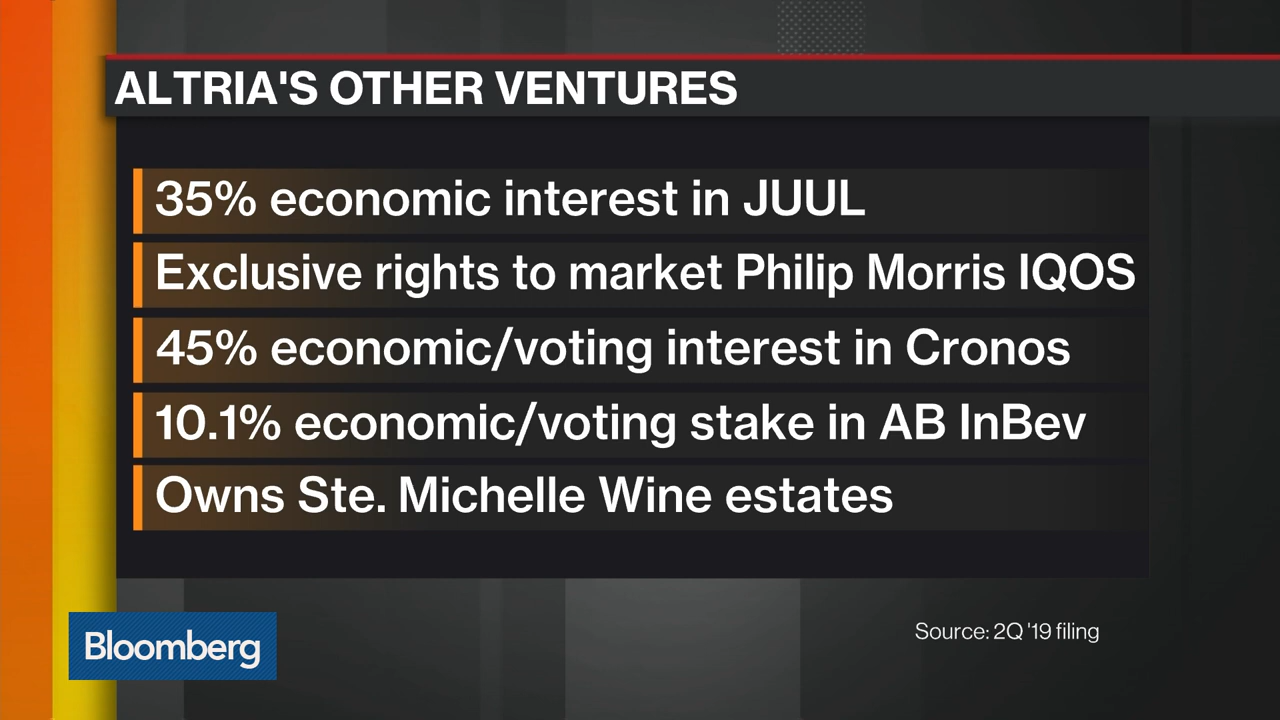 ALTRIA'S OTHER VENTURES
35% economic interest in JUUL
Exclusive rights to market Philip Morris IQOS
45% economic/voting interest in Cronos
10.1% economic/voting stake in AB InBev
Owns Ste. Michelle Wine estates
Source: 2Q '19 filing
Bloomberg